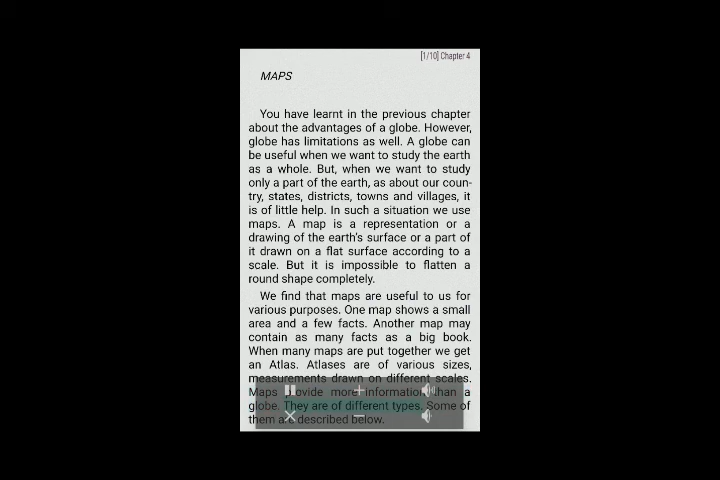 [1/10] Chapter 4
MAPS
You have learnt in the previous chapter
about the advantages of a globe. However,
globe has limitations as well. A globe can
be useful when we want to study the earth
as a whole. But, when we want to study
only a part of the earth, as about our coun-
try, states, districts, towns and villages, it
is of little help. In such a situation we use
maps. A map is a representation or a
drawing of the earth's surface or a part of
it drawn on a flat surface according to a
scale. But it is impossible to flatten a
round shape completely.
We find that maps are useful to us for
various purposes. One map shows a small
area and a few facts. Another map may
contain as many facts as a big book.
When many maps are put together we get
an Atlas. Atlases are of various sizes,
measurements drawn on different scales.
Maps provide more information than a
globe. They are of different types. Some of
them are described below.